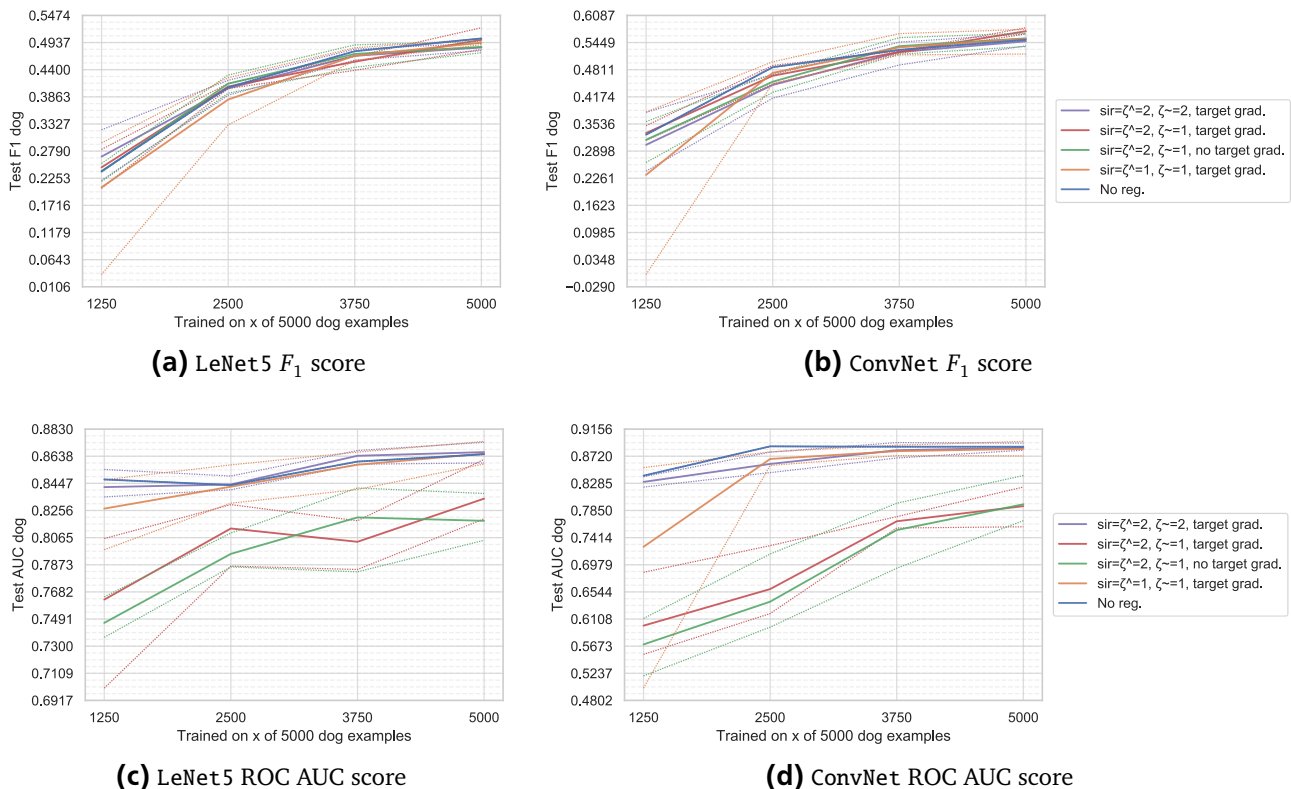 0.5474
0.4937
0.4400
0.3863
0.3327
0.2790
0.2253
0.1716
0.1179
0.0643
0.0106
Test F1 dog
1250 2500 3750 5000
Trained on x of 5000 dog examples
(a) LeNet5 F₁ score
0.6087
0.5449
0.4811
0.4174
0.3536
0.2898
0.2261
0.1623
0.0985
0.0348
−0.0290
Test F1 dog
1250 2500 3750 5000
Trained on x of 5000 dog examples
(b) ConvNet F₁ score
sir=ζ^=2, ζ~=2, target grad.
sir=ζ^=2, ζ~=1, target grad.
sir=ζ^=2, ζ~=1, no target grad.
sir=ζ^=1, ζ~=1, target grad.
No reg.
0.8830
0.8638
0.8447
0.8256
0.8065
0.7873
0.7682
0.7491
0.7300
0.7109
0.6917
Test AUC dog
1250 2500 3750 5000
Trained on x of 5000 dog examples
(c) LeNet5 ROC AUC score
0.9156
0.8720
0.8285
0.7850
0.7414
0.6979
0.6544
0.6108
0.5673
0.5237
0.4802
Test AUC dog
1250 2500 3750 5000
Trained on x of 5000 dog examples
(d) ConvNet ROC AUC score
sir=ζ^=2, ζ~=2, target grad.
sir=ζ^=2, ζ~=1, target grad.
sir=ζ^=2, ζ~=1, no target grad.
sir=ζ^=1, ζ~=1, target grad.
No reg.